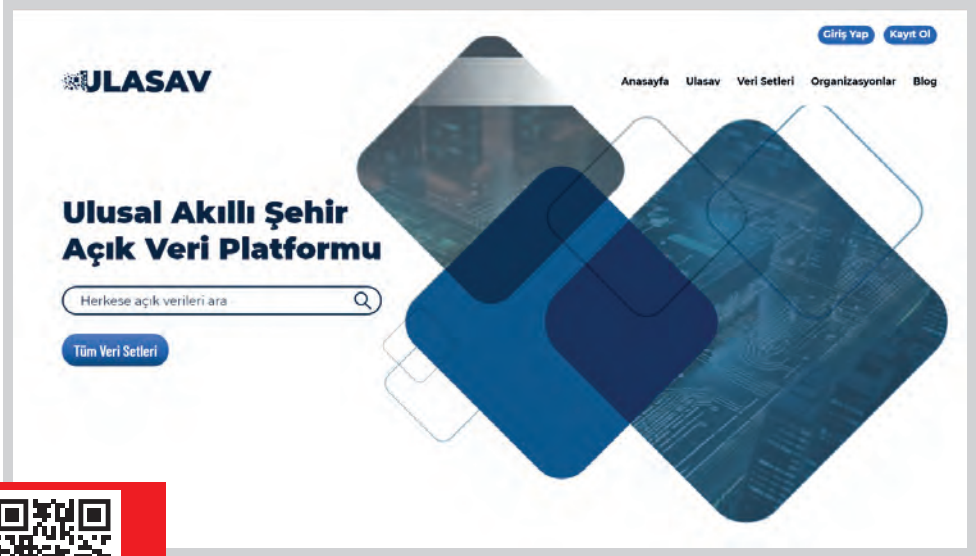 Giriş Yap Kayıt Ol
ULASAV
Anasayfa Ulasav Veri Setleri Organizasyonlar Blog
Ulusal Akıllı Şehir
Açık Veri Platformu
Herkese açık verileri ara
Tüm Veri Setleri